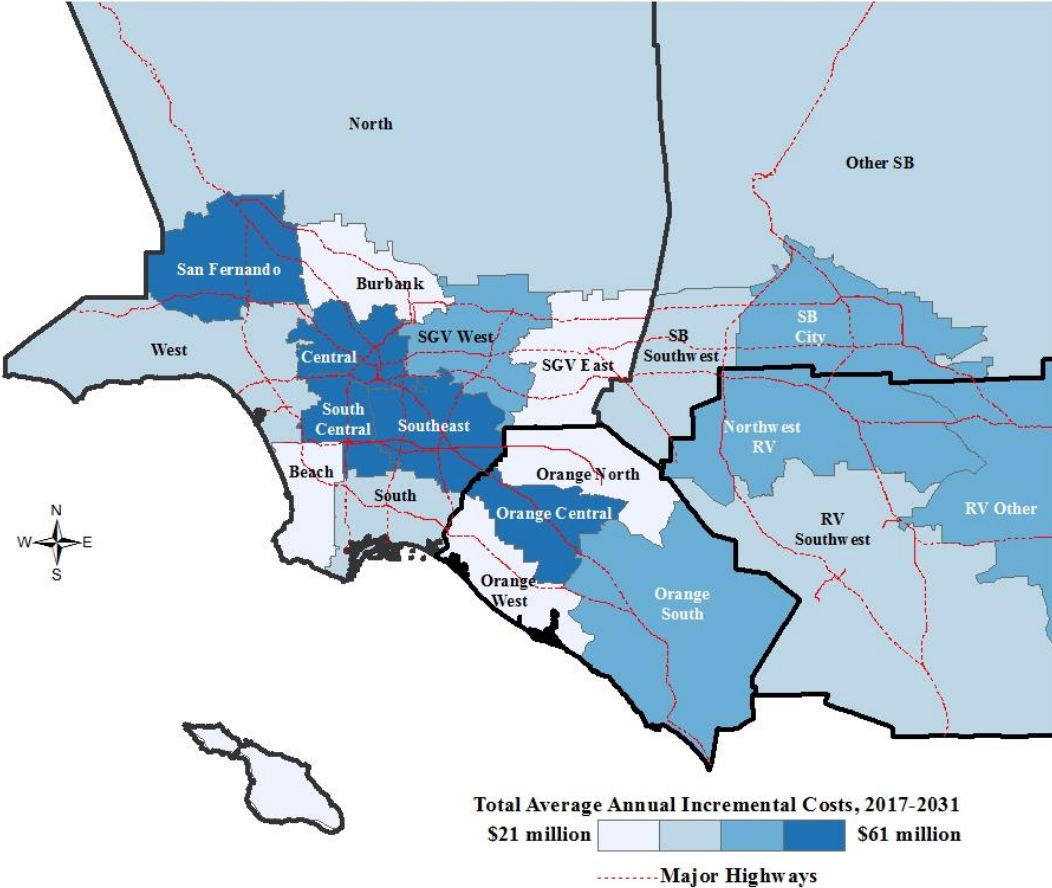 North
Other SB
San Fernando
Burbank
SB
City
SGV West
SB
Southwest
West
Central
SGV East
South
Central
Southeast
Northwest
RV
Beach
Orange North
South
Orange Central
RV Other
RV
Southwest
N
W E
S
Orange
West
Orange
South
Total Average Annual Incremental Costs, 2017-2031
$21 million $61 million
Major Highways